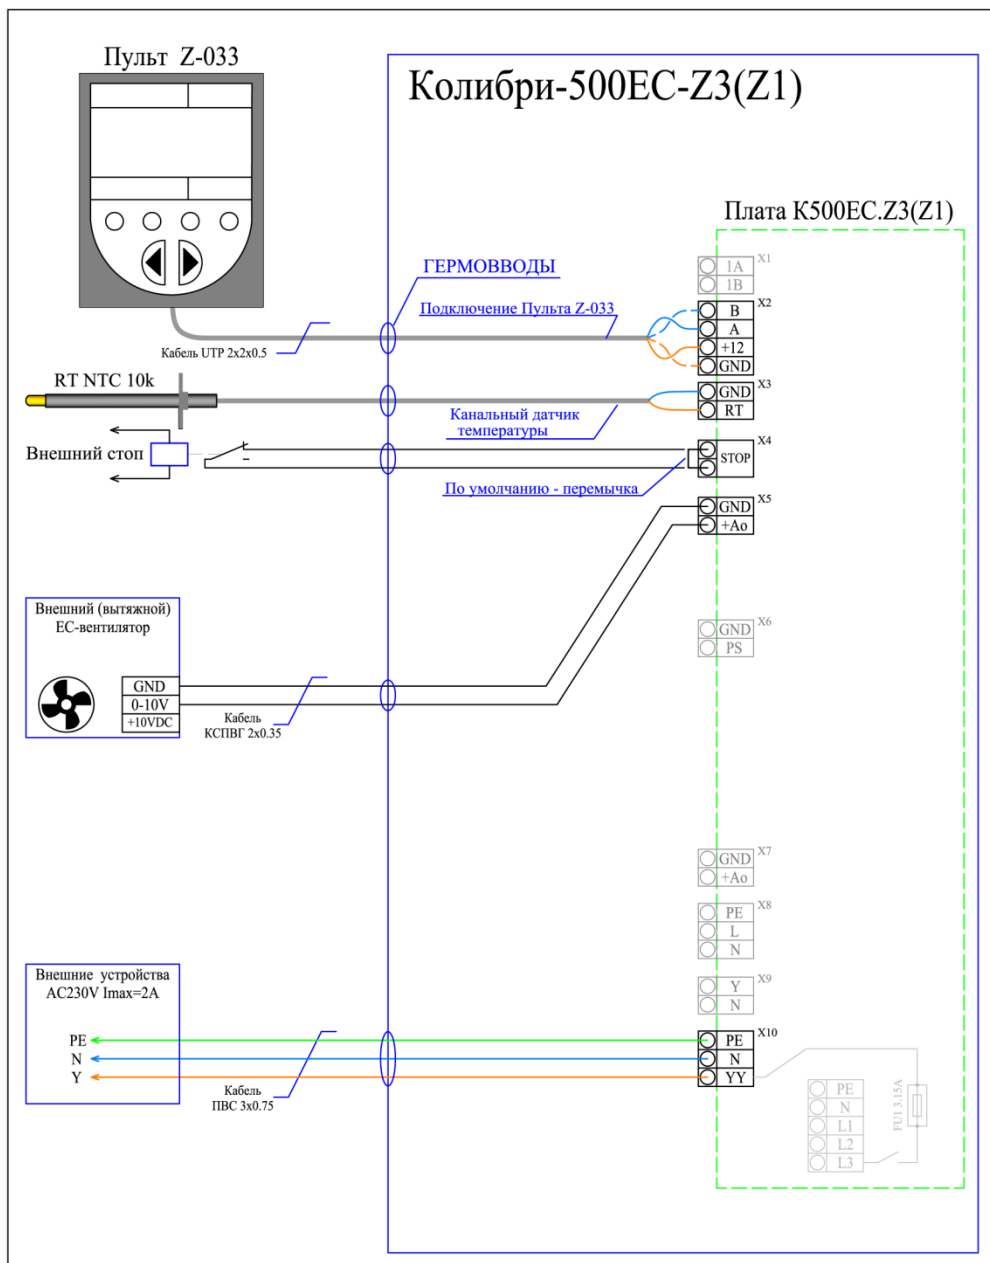 Пульт Z-033
Колибри-500ЕС-Z3(Z1)
Плата К500ЕС.Z3(Z1)
X1
1A
1B
ГЕРМОВВОДЫ
Подключение Пульта Z-033
Кабель UTP 2x2x0.5
X2
B
A
+12
GND
RT NTC 10k
Канальный датчик
температуры
X3
GND
RT
Внешний стоп
X4
STOP
По умолчанию - перемычка
X5
GND
+Ao
Внешний (вытяжной)
ЕС-вентилятор
GND
0-10V
+10VDC
Кабель
КСПВГ 2x0.35
X6
GND
PS
X7
GND
+Ao
X8
PE
L
N
X9
Y
N
Внешние устройства
AC230V Imax=2A
PE
N
Y
Кабель
ПВС 3x0.75
X10
PE
N
YY
PE
N
L1
L2
L3
FU1 3.15A